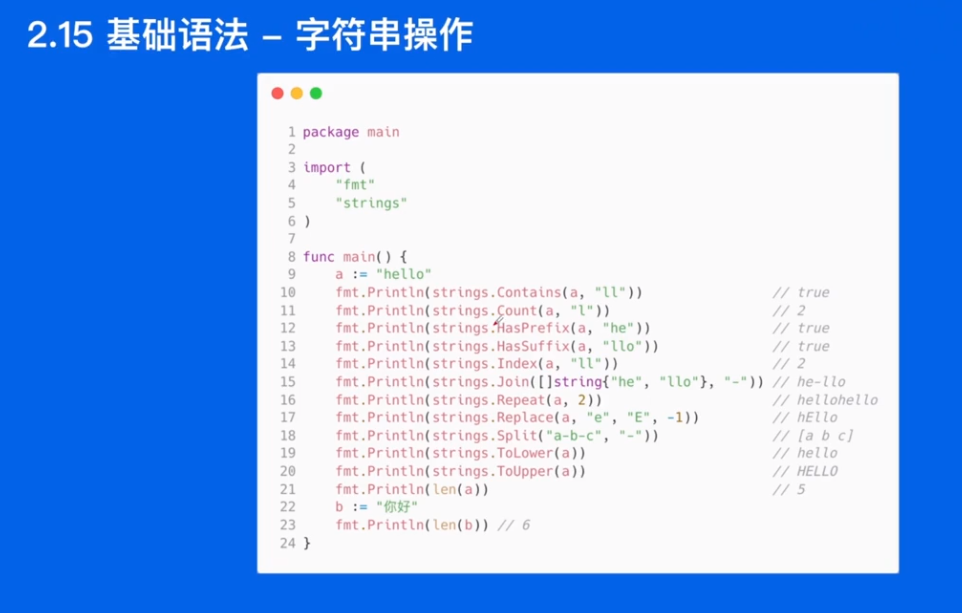 2.15 基础语法 – 字符串操作
1 package main
2
3 import (
4     "fmt"
5     "strings"
6 )
7
8 func main() {
9     a := "hello"
10     fmt.Println(strings.Contains(a, "ll"))                // true
11     fmt.Println(strings.Count(a, "l"))                    // 2
12     fmt.Println(strings.HasPrefix(a, "he"))               // true
13     fmt.Println(strings.HasSuffix(a, "llo"))              // true
14     fmt.Println(strings.Index(a, "ll"))                   // 2
15     fmt.Println(strings.Join([]string{"he", "llo"}, "-")) // he-llo
16     fmt.Println(strings.Repeat(a, 2))                     // hellohello
17     fmt.Println(strings.Replace(a, "e", "E", -1))         // hEllo
18     fmt.Println(strings.Split("a-b-c", "-"))              // [a b c]
19     fmt.Println(strings.ToLower(a))                       // hello
20     fmt.Println(strings.ToUpper(a))                       // HELLO
21     fmt.Println(len(a))                                   // 5
22     b := "你好"
23     fmt.Println(len(b)) // 6
24 }